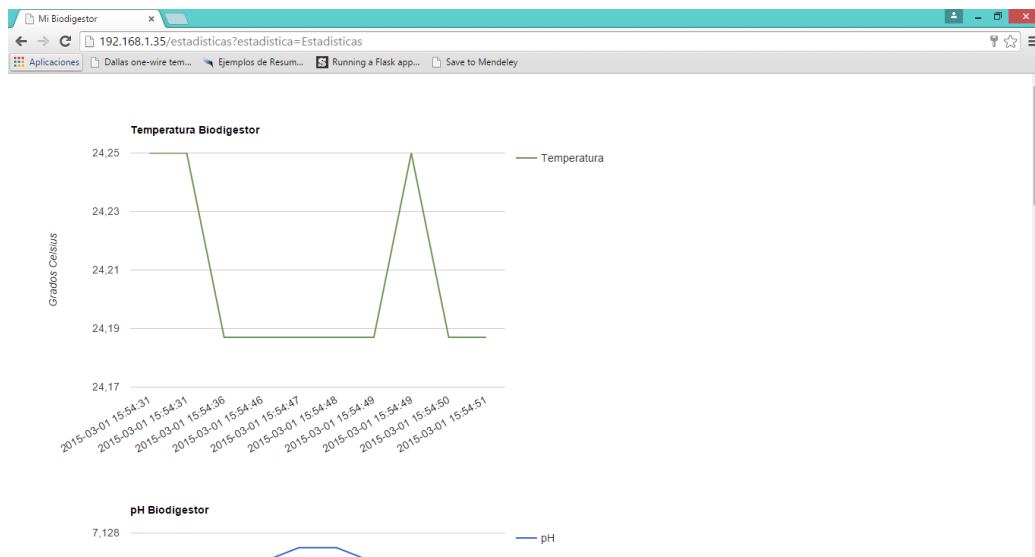 Mi Biodigestor
192.168.1.35/estadisticas?estadistica=Estadisticas
Aplicaciones Dallas one-wire tem... Ejemplos de Resum... Running a Flask app... Save to Mendeley
Temperatura Biodigestor
24,25
24,23
24,21
24,19
24,17
Grados Celsius
Temperatura
2015-03-01 15:54:31
2015-03-01 15:54:31
2015-03-01 15:54:36
2015-03-01 15:54:46
2015-03-01 15:54:47
2015-03-01 15:54:48
2015-03-01 15:54:49
2015-03-01 15:54:49
2015-03-01 15:54:50
2015-03-01 15:54:51
pH Biodigestor
7,128
pH